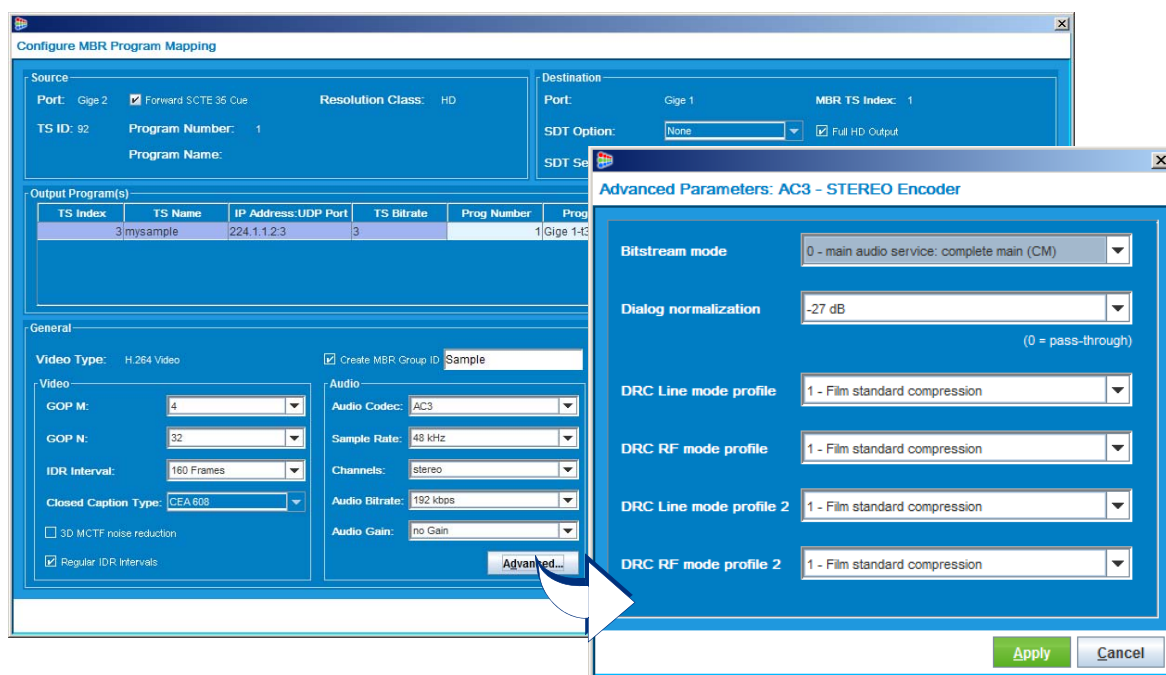 Configure MBR Program Mapping
Source
Port: Gige 2 Forward SCTE 35 Cue Resolution Class: HD
TS ID: 92 Program Number: 1
Program Name:
Destination
Port: Gige 1 MBR TS Index: 1
SDT Option: None Full HD Output
SDT Se
Output Program(s)
TS Index TS Name IP Address:UDP Port TS Bitrate Prog Number Prog
3 mysample 224.1.1.2:3 3 1 Gige 1-t3
General
Video Type: H.264 Video Create MBR Group ID Sample
Video
GOP M: 4
GOP N: 32
IDR Interval: 160 Frames
Closed Caption Type: CEA 608
3D MCTF noise reduction
Regular IDR Intervals
Audio
Audio Codec: AC3
Sample Rate: 48 kHz
Channels: stereo
Audio Bitrate: 192 kbps
Audio Gain: no Gain
Advanced...
Advanced Parameters: AC3 - STEREO Encoder
Bitstream mode 0 - main audio service: complete main (CM)
Dialog normalization -27 dB
(0 = pass-through)
DRC Line mode profile 1 - Film standard compression
DRC RF mode profile 1 - Film standard compression
DRC Line mode profile 2 1 - Film standard compression
DRC RF mode profile 2 1 - Film standard compression
Apply Cancel